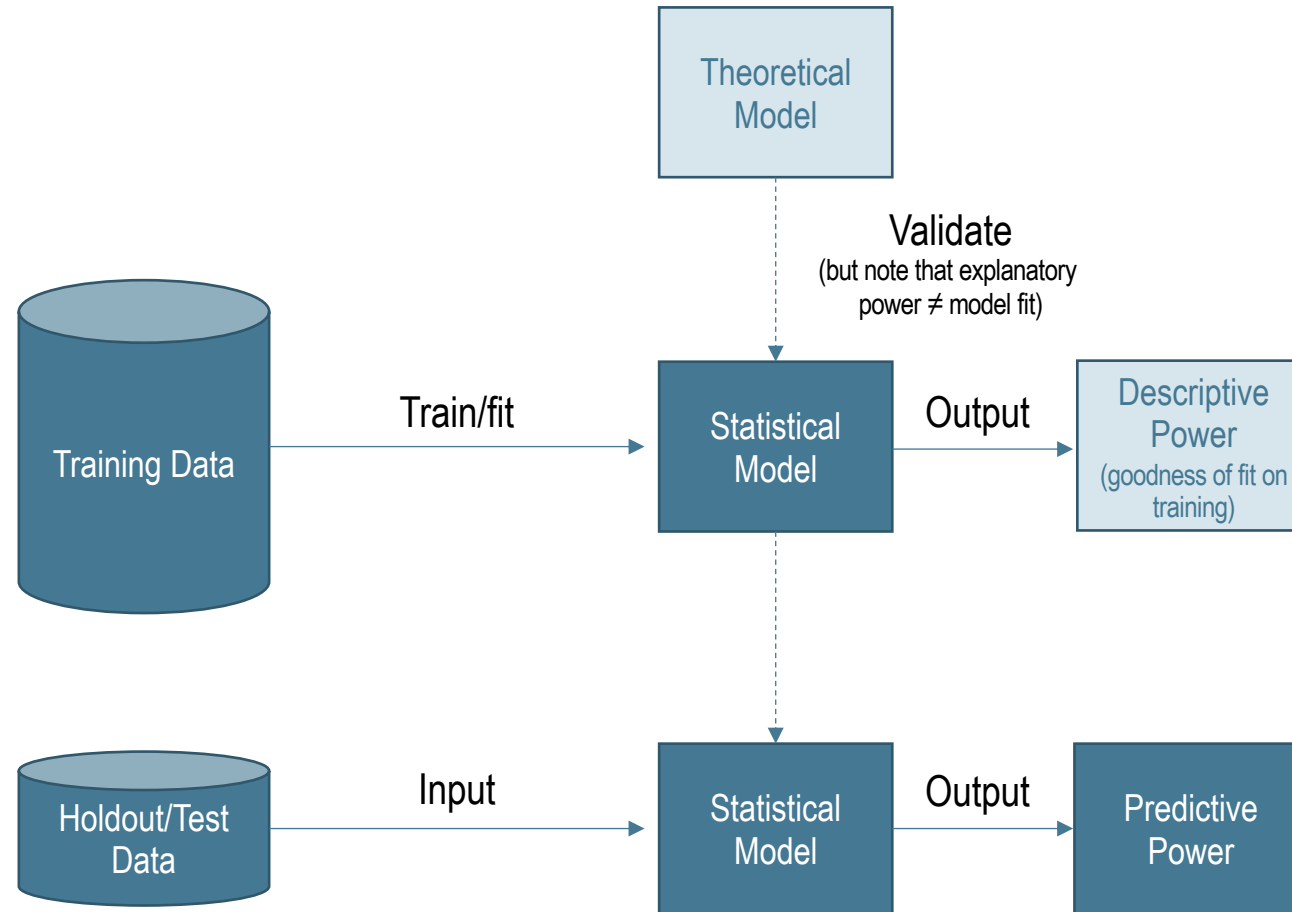 Theoretical
Model
Validate
(but note that explanatory
power ≠ model fit)
Training Data
Train/fit
Statistical
Model
Output
Descriptive
Power
(goodness of fit on
training)
Holdout/Test
Data
Input
Statistical
Model
Output
Predictive
Power